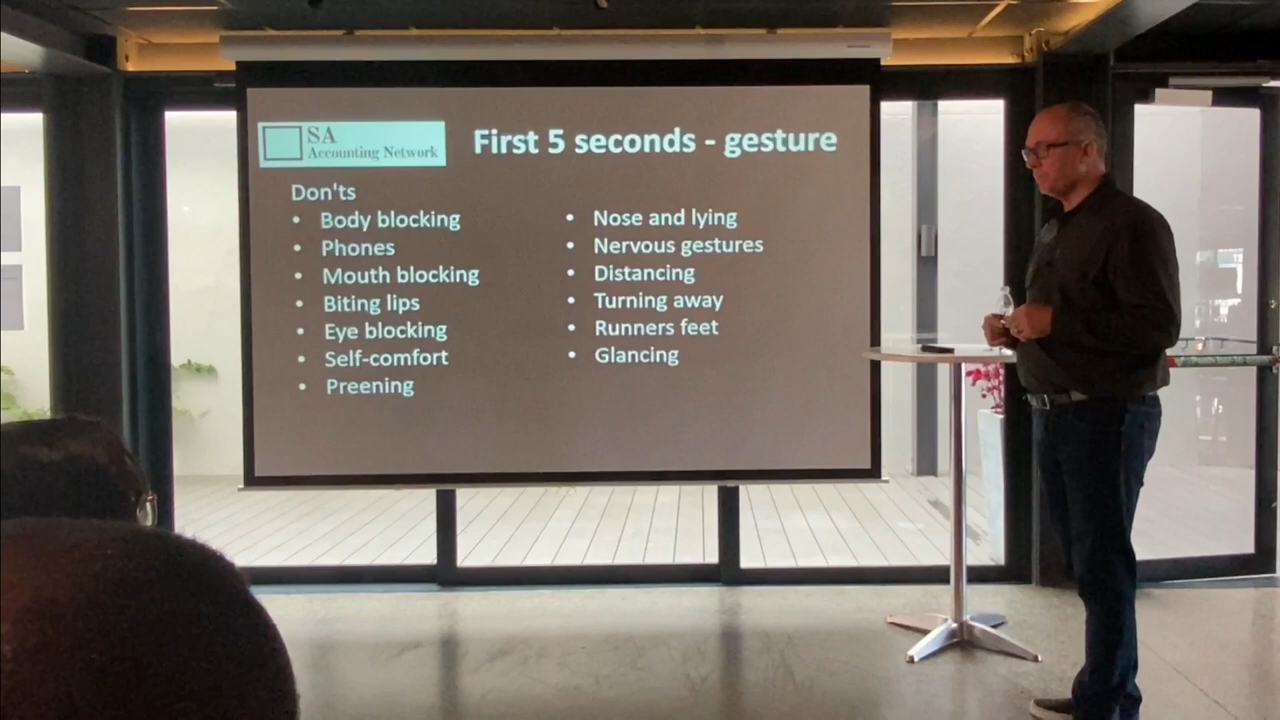 SA
Accounting Network
First 5 seconds - gesture
Don'ts
• Body blocking
• Phones
• Mouth blocking
• Biting lips
• Eye blocking
• Self-comfort
• Preening
• Nose and lying
• Nervous gestures
• Distancing
• Turning away
• Runners feet
• Glancing